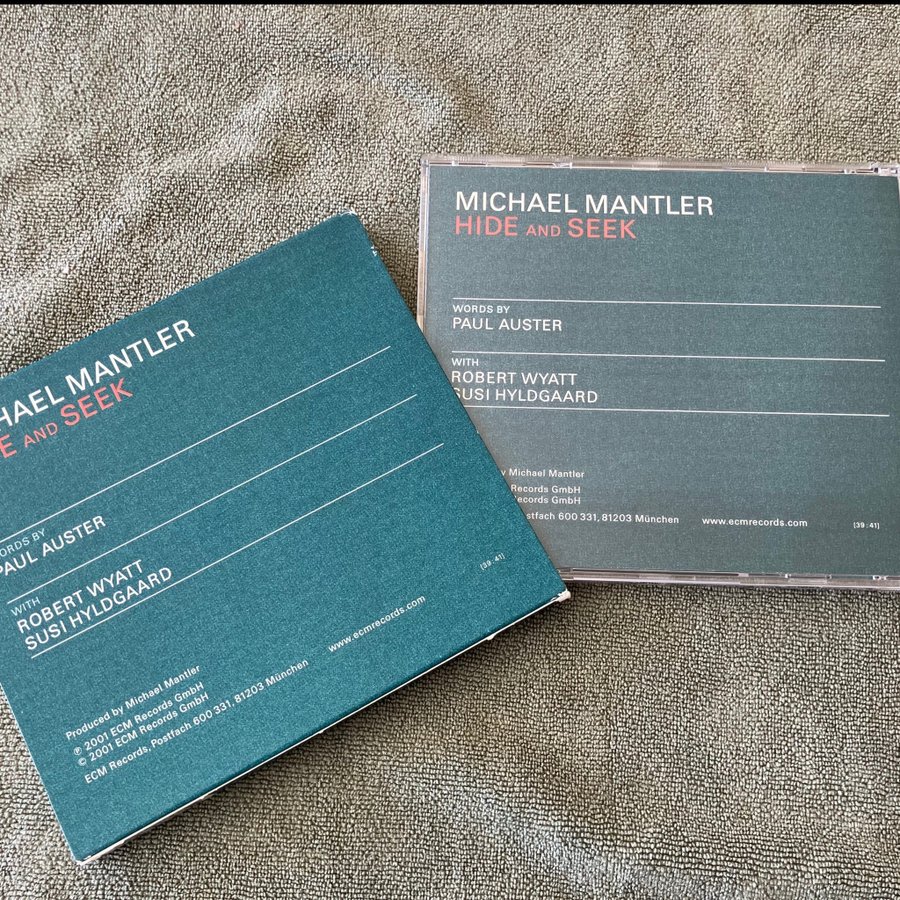 HAEL MANTLER
E AND SEEK
ORDS BY
PAUL AUSTER
WITH
ROBERT WYATT
SUSI HYLDGAARD
[39:41]
Produced by Michael Mantler
℗ 2001 ECM Records GmbH
© 2001 ECM Records GmbH
ECM Records, Postfach 600 331, 81203 München
www.ecmrecords.com
MICHAEL MANTLER
HIDE AND SEEK
WORDS BY
PAUL AUSTER
WITH
ROBERT WYATT
SUSI HYLDGAARD
y Michael Mantler
Records GmbH
ecords GmbH
Postfach 600 331, 81203 München www.ecmrecords.com [39:41]